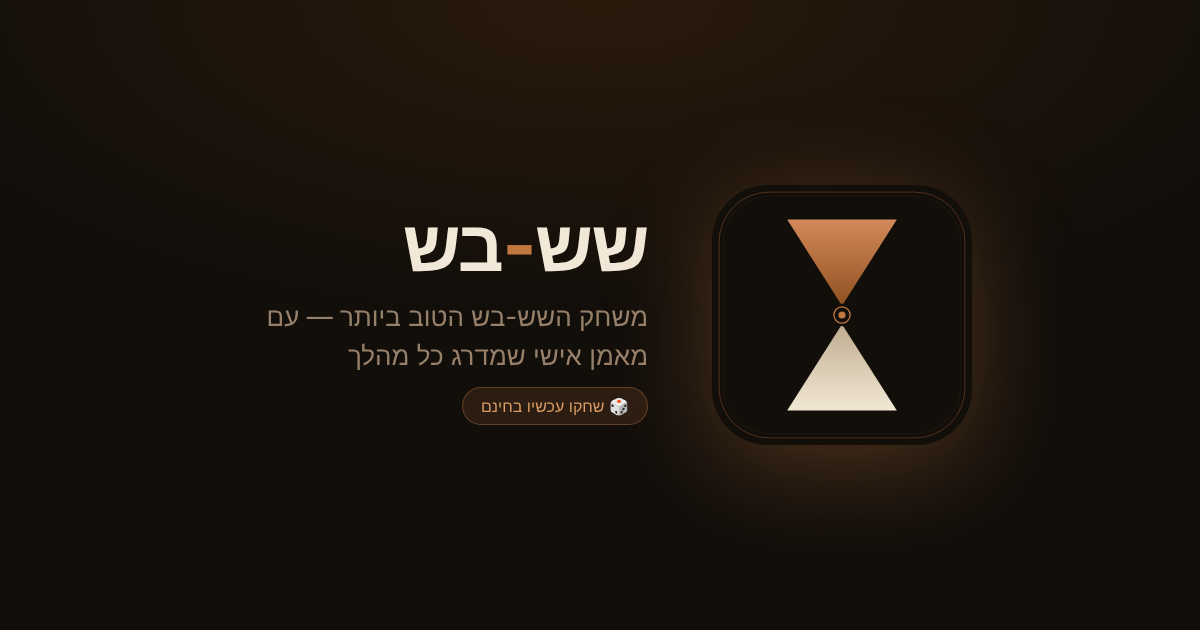 שש-בש
משחק השש-בש הטוב ביותר — עם
מאמן אישי שמדרג כל מהלך
🎲 שחקו עכשיו בחינם